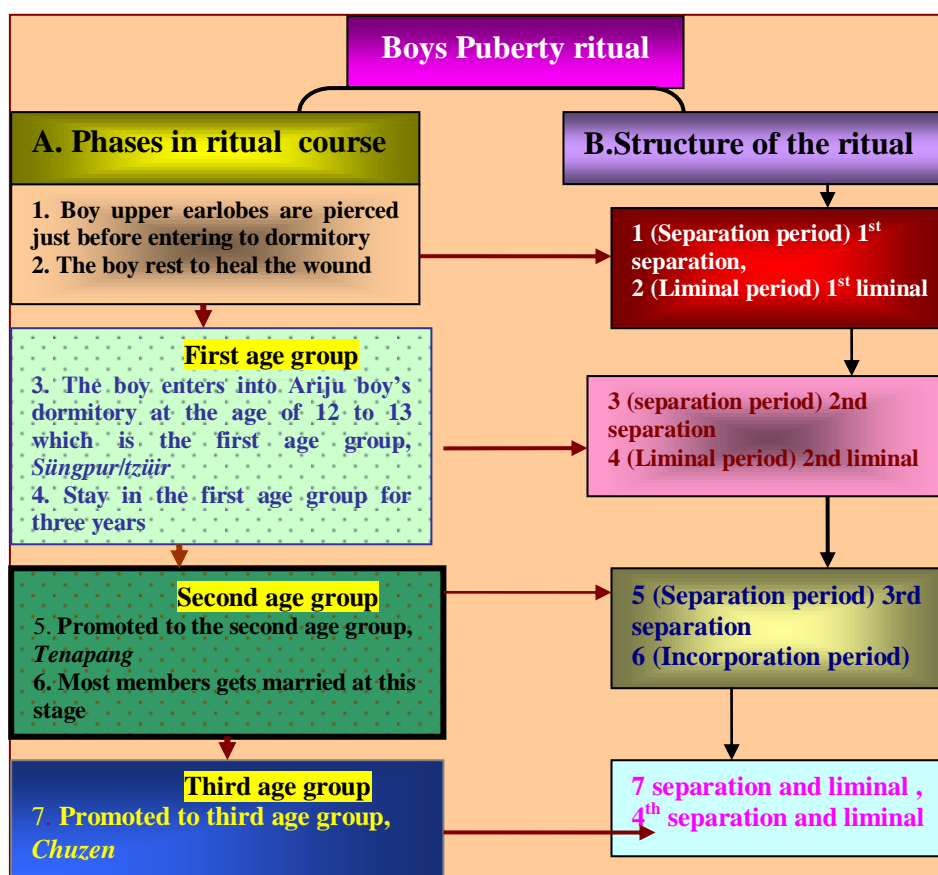 Boys Puberty ritual
A. Phases in ritual course
1. Boy upper earlobes are pierced
just before entering to dormitory
2. The boy rest to heal the wound
First age group
3. The boy enters into Ariju boy's
dormitory at the age of 12 to 13
which is the first age group,
Süngpur/tzüir
4. Stay in the first age group for
three years
Second age group
5. Promoted to the second age group,
Tenapang
6. Most members gets married at this
stage
Third age group
7. Promoted to third age group,
Chuzen
B.Structure of the ritual
1 (Separation period) 1st
separation,
2 (Liminal period) 1st liminal
3 (separation period) 2nd
separation
4 (Liminal period) 2nd liminal
5 (Separation period) 3rd
separation
6 (Incorporation period)
7 separation and liminal ,
4th separation and liminal